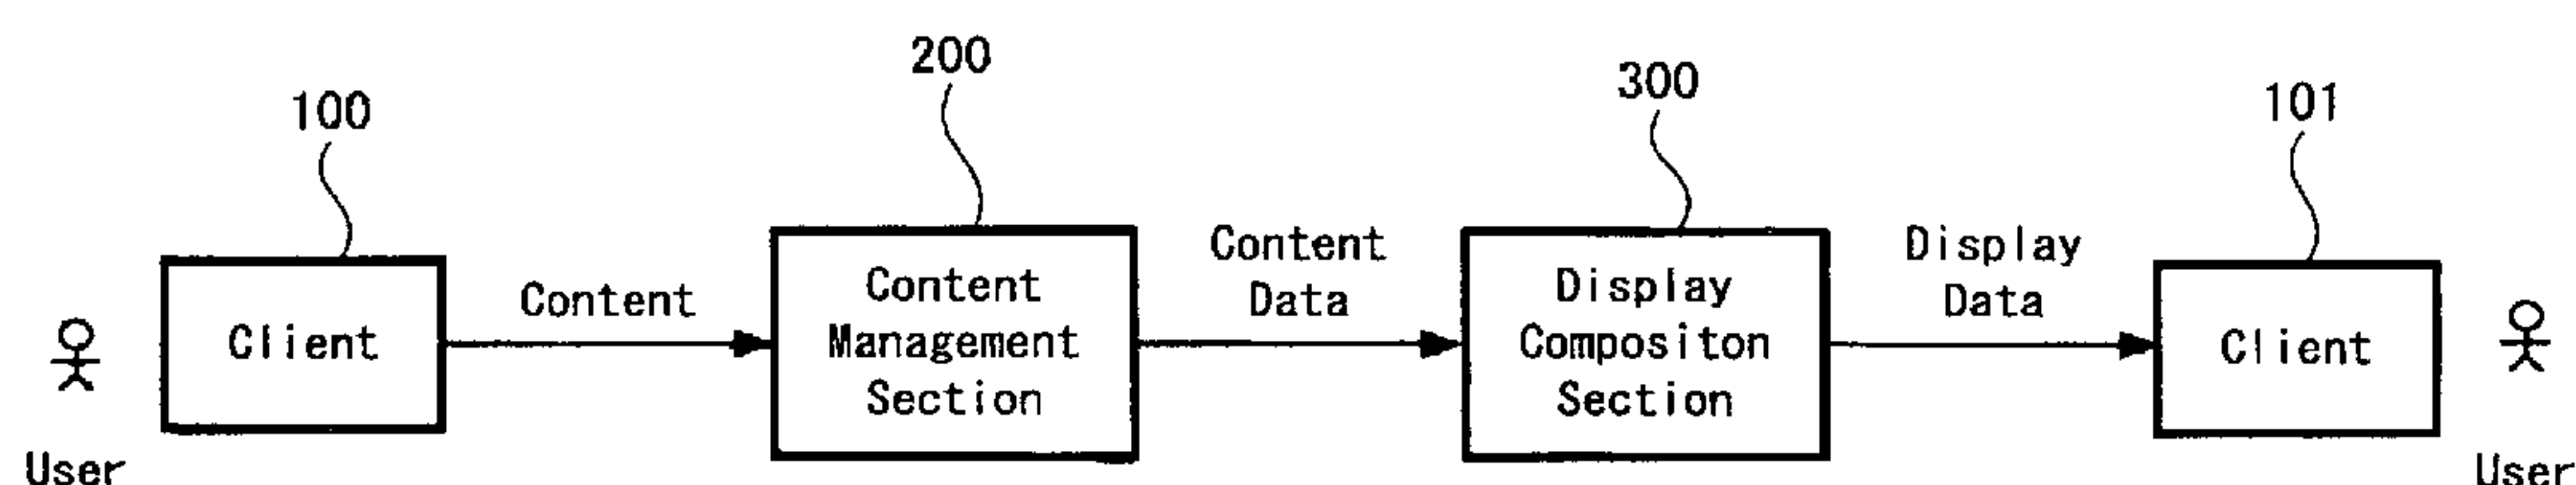 100
200
300
101
Client
Content
Content
Management
Section
Content
Data
Display
Compositon
Section
Display
Data
Client
User
User